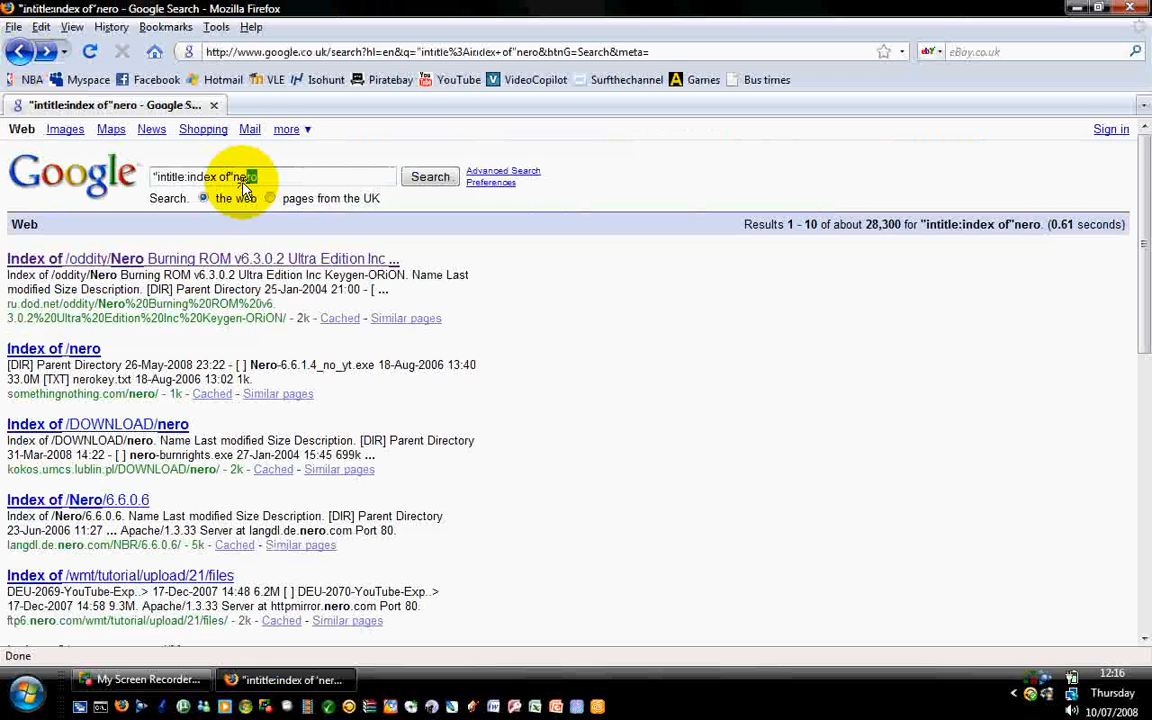 "intitle:index of"nero - Google Search - Mozilla Firefox
File Edit View History Bookmarks Tools Help
http://www.google.co.uk/search?hl=en&q="intitle%3Aindex+of"nero&btnG=Search&meta=
eBay.co.uk
NBA Myspace Facebook Hotmail VLE Isohunt Piratebay YouTube VideoCopilot Surfthechannel Games Bus times
"intitle:index of"nero - Google S...
Web Images Maps News Shopping Mail more ▼ Sign in
Google "intitle:index of"nero Search Advanced Search
Preferences
Search: the web pages from the UK
Web Results 1 - 10 of about 28,300 for "intitle:index of"nero. (0.61 seconds)
Index of /oddity/Nero Burning ROM v6.3.0.2 Ultra Edition Inc ...
Index of /oddity/Nero Burning ROM v6.3.0.2 Ultra Edition Inc Keygen-ORiON. Name Last
modified Size Description. [DIR] Parent Directory 25-Jan-2004 21:00 - [ ...
ru.dod.net/oddity/Nero%20Burning%20ROM%20v6.
3.0.2%20Ultra%20Edition%20Inc%20Keygen-ORiON/ - 2k - Cached - Similar pages
Index of /nero
[DIR] Parent Directory 26-May-2008 23:22 - [ ] Nero-6.6.1.4_no_yt.exe 18-Aug-2006 13:40
33.0M [TXT] nerokey.txt 18-Aug-2006 13:02 1k.
somethingnothing.com/nero/ - 1k - Cached - Similar pages
Index of /DOWNLOAD/nero
Index of /DOWNLOAD/nero. Name Last modified Size Description. [DIR] Parent Directory
31-Mar-2008 14:22 - [ ] nero-burnrights.exe 27-Jan-2004 15:45 699k ...
kokos.umcs.lublin.pl/DOWNLOAD/nero/ - 2k - Cached - Similar pages
Index of /Nero/6.6.0.6
Index of /Nero/6.6.0.6. Name Last modified Size Description. [DIR] Parent Directory
23-Jun-2006 11:27 ... Apache/1.3.33 Server at langdl.de.nero.com Port 80.
langdl.de.nero.com/NBR/6.6.0.6/ - 5k - Cached - Similar pages
Index of /wmt/tutorial/upload/21/files
DEU-2069-YouTube-Exp..> 17-Dec-2007 14:48 6.2M [ ] DEU-2070-YouTube-Exp..>
17-Dec-2007 14:58 9.3M. Apache/1.3.33 Server at httpmirror.nero.com Port 80.
ftp6.nero.com/wmt/tutorial/upload/21/files/ - 2k - Cached - Similar pages
Done
My Screen Recorder... "intitle:index of 'ner...
12:16
Thursday
10/07/2008